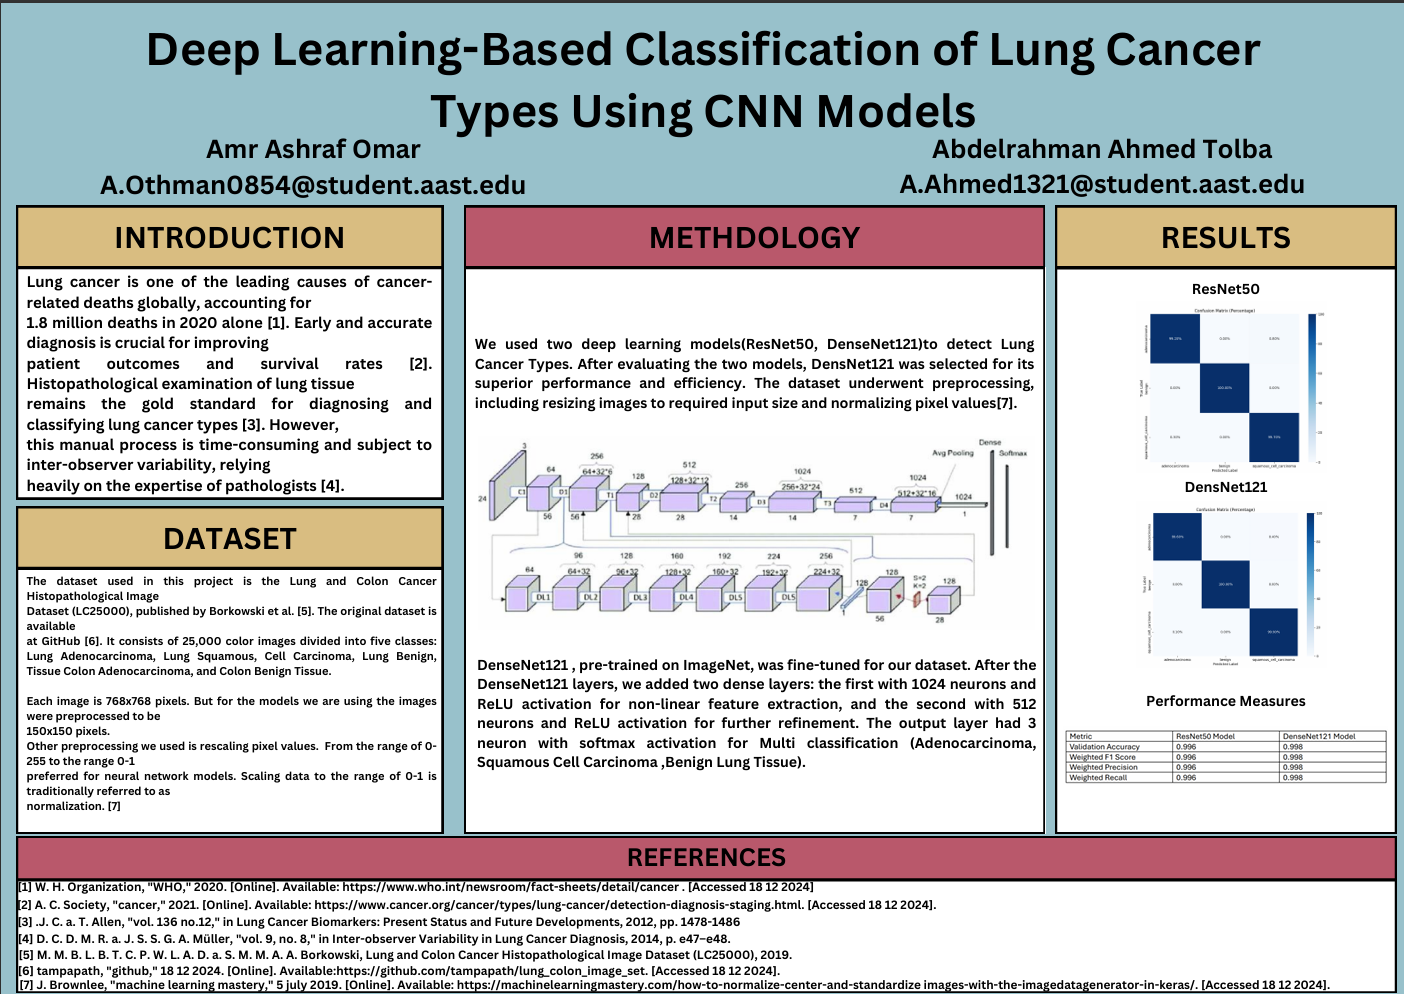 Deep Learning-Based Classification of Lung Cancer
Types Using CNN Models
Amr Ashraf Omar
A.Othman0854@student.aast.edu
Abdelrahman Ahmed Tolba
A.Ahmed1321@student.aast.edu
INTRODUCTION
Lung cancer is one of the leading causes of cancer-
related deaths globally, accounting for
1.8 million deaths in 2020 alone [1]. Early and accurate
diagnosis is crucial for improving
patient outcomes and survival rates [2].
Histopathological examination of lung tissue
remains the gold standard for diagnosing and
classifying lung cancer types [3]. However,
this manual process is time-consuming and subject to
inter-observer variability, relying
heavily on the expertise of pathologists [4].
DATASET
The dataset used in this project is the Lung and Colon Cancer
Histopathological Image
Dataset (LC25000), published by Borkowski et al. [5]. The original dataset is
available
at GitHub [6]. It consists of 25,000 color images divided into five classes:
Lung Adenocarcinoma, Lung Squamous, Cell Carcinoma, Lung Benign,
Tissue Colon Adenocarcinoma, and Colon Benign Tissue.
Each image is 768x768 pixels. But for the models we are using the images
were preprocessed to be
150x150 pixels.
Other preprocessing we used is rescaling pixel values. From the range of 0-
255 to the range 0-1
preferred for neural network models. Scaling data to the range of 0-1 is
traditionally referred to as
normalization. [7]
METHDOLOGY
We used two deep learning models(ResNet50, DenseNet121)to detect Lung
Cancer Types. After evaluating the two models, DensNet121 was selected for its
superior performance and efficiency. The dataset underwent preprocessing,
including resizing images to required input size and normalizing pixel values[7].
Dense
Avg Pooling Softmax
3 64 256 128 512 256 1024 512 1024
64+32*6 128+32*12 256+32*24 512+32*16
24 C1 D1 T1 D2 T2 D3 T3 D4
56 56 28 28 14 14 7 7 1
64 96 128 160 192 224 256 128 128
64+32 96+32 128+32 160+32 192+32 224+32
DL1 DL2 DL3 DL4 DL5 DL6
S=2
K=2
1 56 28
DenseNet121 , pre-trained on ImageNet, was fine-tuned for our dataset. After the
DenseNet121 layers, we added two dense layers: the first with 1024 neurons and
ReLU activation for non-linear feature extraction, and the second with 512
neurons and ReLU activation for further refinement. The output layer had 3
neuron with softmax activation for Multi classification (Adenocarcinoma,
Squamous Cell Carcinoma ,Benign Lung Tissue).
RESULTS
ResNet50
Confusion Matrix (Percentage)
adenocarcinoma benign squamous_cell_carcinoma
Predicted Label
DensNet121
Confusion Matrix (Percentage)
adenocarcinoma benign squamous_cell_carcinoma
Predicted Label
Performance Measures
Metric ResNet50 Model DenseNet121 Model
Validation Accuracy 0.996 0.998
Weighted F1 Score 0.996 0.998
Weighted Precision 0.996 0.998
Weighted Recall 0.996 0.998
REFERENCES
[1] W. H. Organization, "WHO," 2020. [Online]. Available: https://www.who.int/newsroom/fact-sheets/detail/cancer . [Accessed 18 12 2024]
[2] A. C. Society, "cancer," 2021. [Online]. Available: https://www.cancer.org/cancer/types/lung-cancer/detection-diagnosis-staging.html. [Accessed 18 12 2024].
[3] .J. C. a. T. Allen, "vol. 136 no.12," in Lung Cancer Biomarkers: Present Status and Future Developments, 2012, pp. 1478-1486
[4] D. C. D. M. R. a. J. S. S. G. A. Müller, "vol. 9, no. 8," in Inter-observer Variability in Lung Cancer Diagnosis, 2014, p. e47–e48.
[5] M. M. B. L. B. T. C. P. W. L. A. D. a. S. M. M. A. A. Borkowski, Lung and Colon Cancer Histopathological Image Dataset (LC25000), 2019.
[6] tampapath, "github," 18 12 2024. [Online]. Available:https://github.com/tampapath/lung_colon_image_set. [Accessed 18 12 2024].
[7] J. Brownlee, "machine learning mastery," 5 july 2019. [Online]. Available: https://machinelearningmastery.com/how-to-normalize-center-and-standardize images-with-the-imagedatagenerator-in-keras/. [Accessed 18 12 2024].